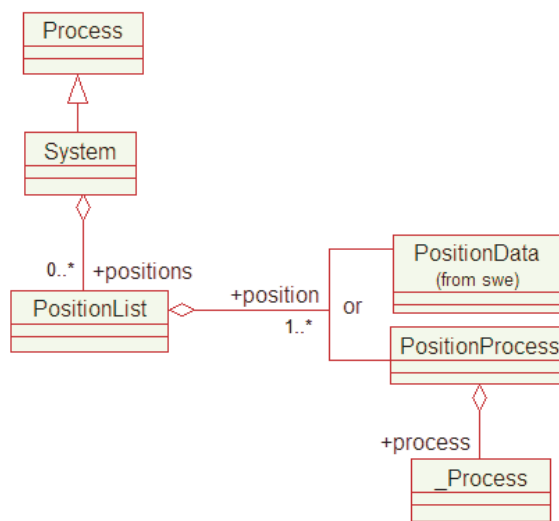 Process
System
0..*
+positions
PositionList
+position
1..*
or
PositionData
(from swe)
PositionProcess
+process
_Process